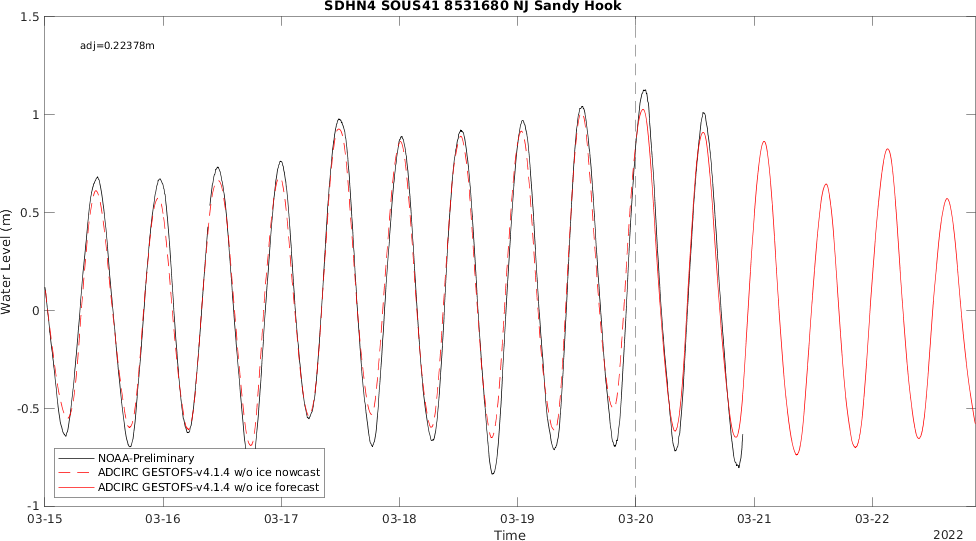 SDHN4 SOUS41 8531680 NJ Sandy Hook
adj=0.22378m
1.5
1
0.5
0
-0.5
-1
Water Level (m)
NOAA-Preliminary
ADCIRC GESTOFS-v4.1.4 w/o ice nowcast
ADCIRC GESTOFS-v4.1.4 w/o ice forecast
03-15 03-16 03-17 03-18 03-19 03-20 03-21 03-22
Time
2022